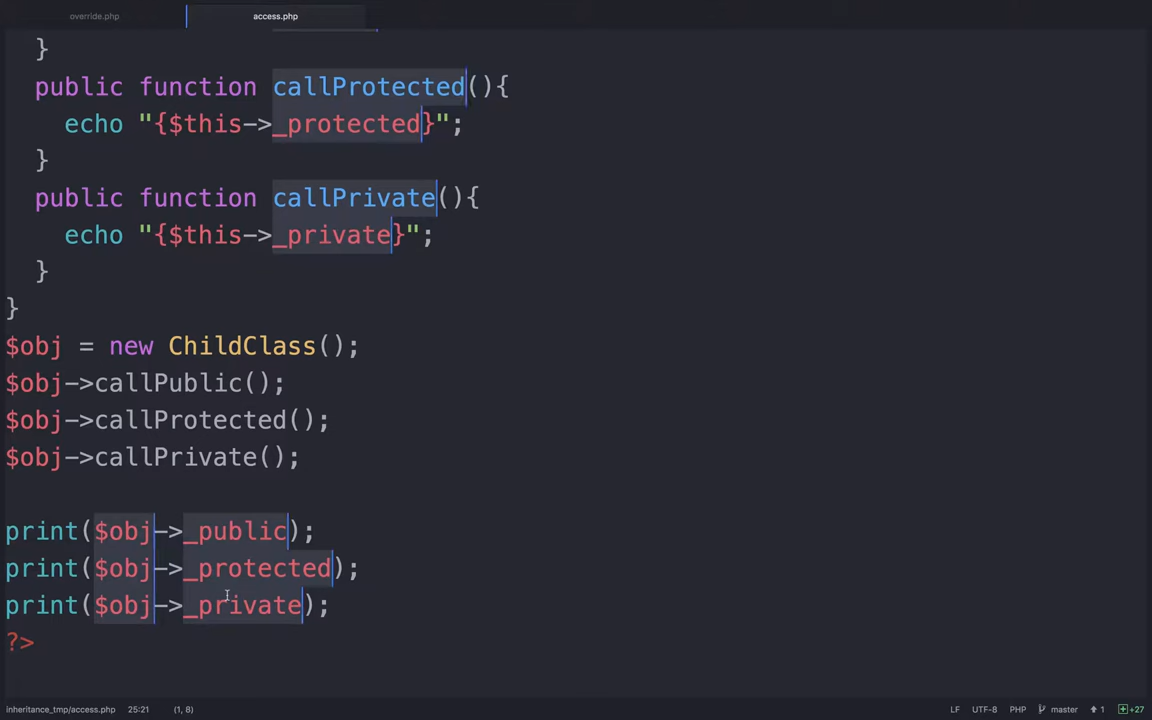 override.php access.php
}
public function callProtected(){
echo "{$this->_protected}";
}
public function callPrivate(){
echo "{$this->_private}";
}
}
$obj = new ChildClass();
$obj->callPublic();
$obj->callProtected();
$obj->callPrivate();
print($obj->_public);
print($obj->_protected);
print($obj->_private);
?>
inheritance_tmp/access.php 25:21 (1, 8) LF UTF-8 PHP master 1 +27